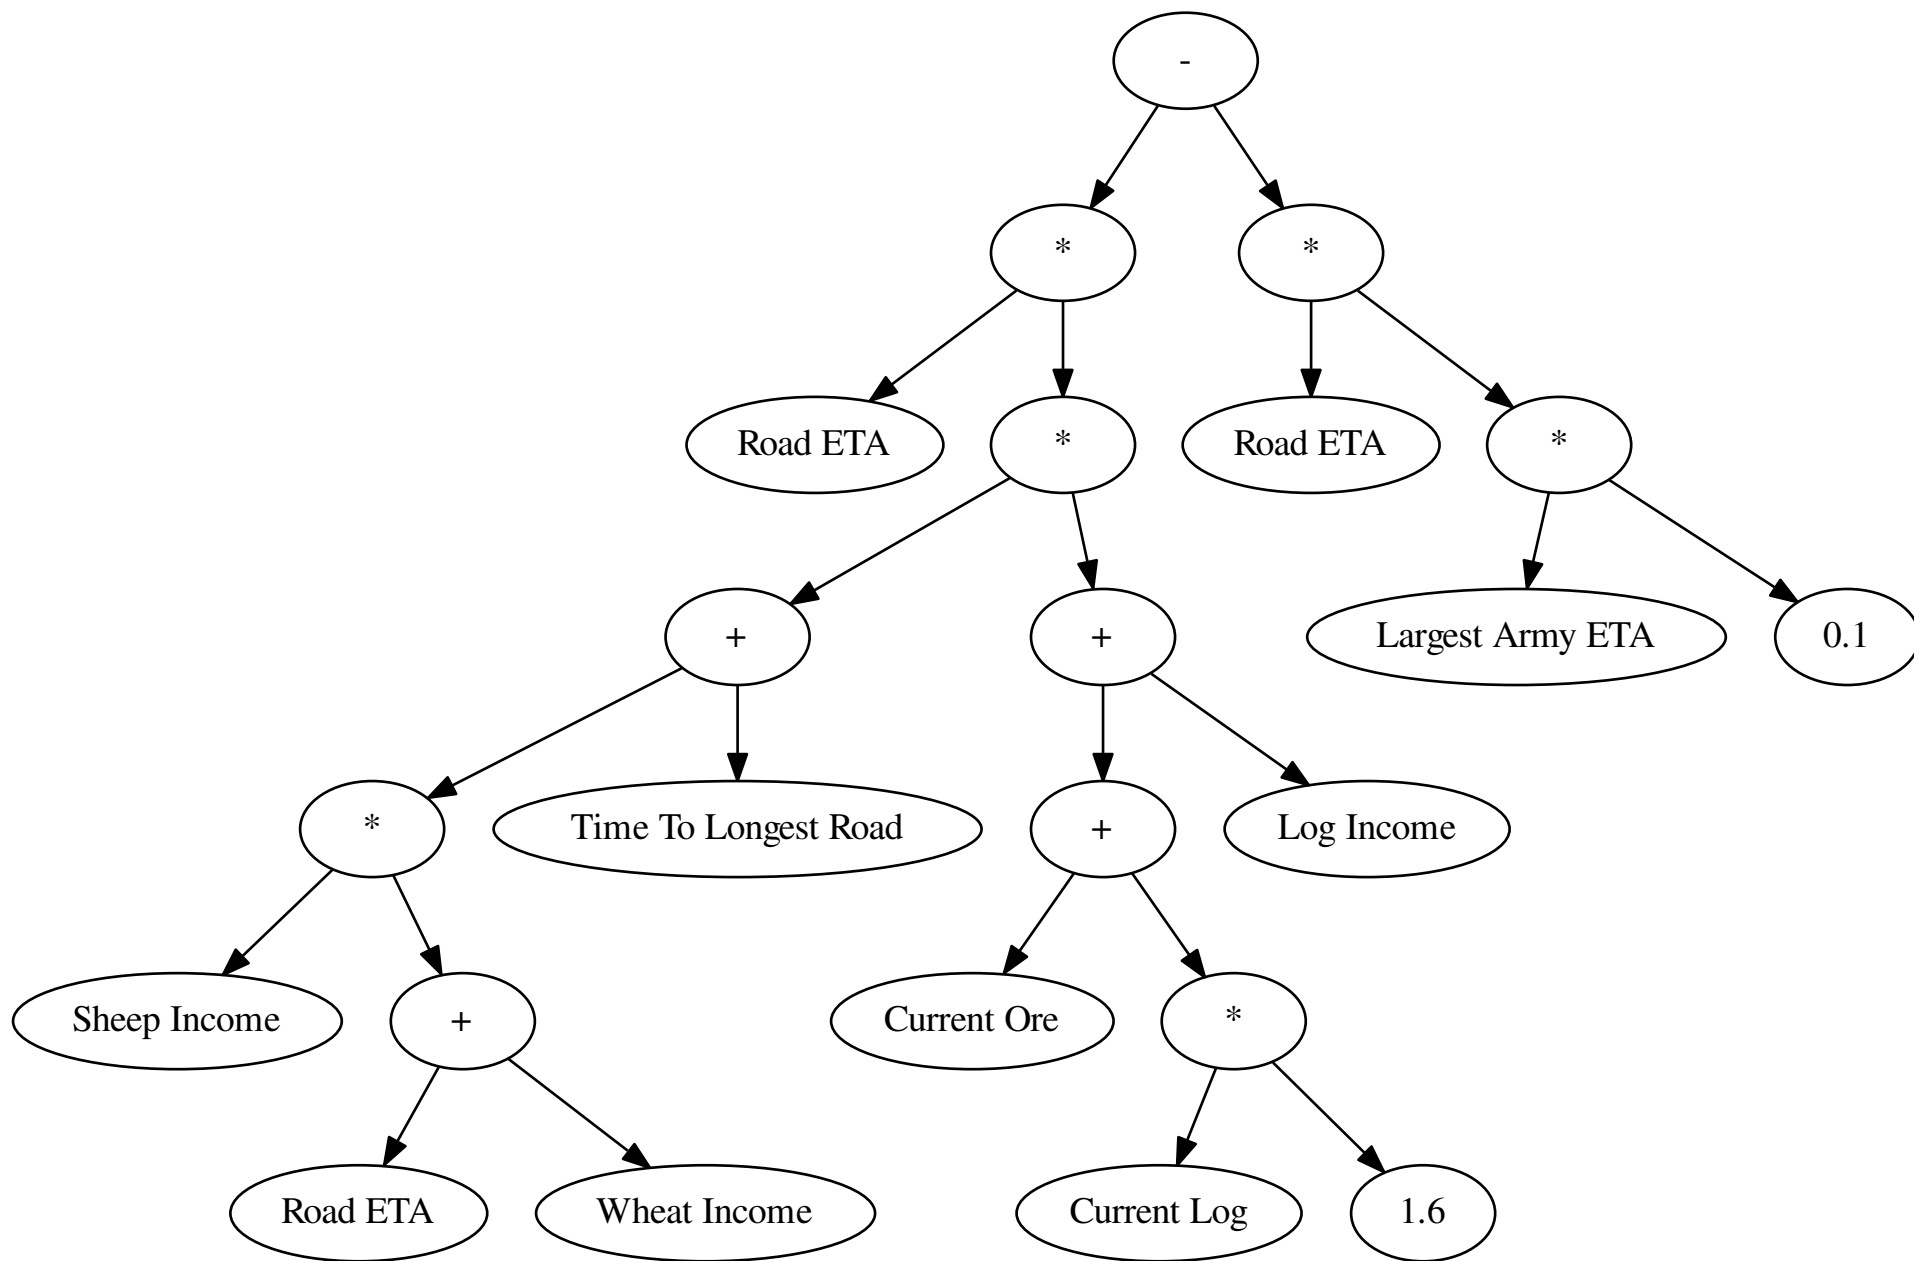 -
*
*
Road ETA
*
Road ETA
*
+
+
Largest Army ETA
0.1
*
Time To Longest Road
+
Log Income
Sheep Income
+
Current Ore
*
Road ETA
Wheat Income
Current Log
1.6